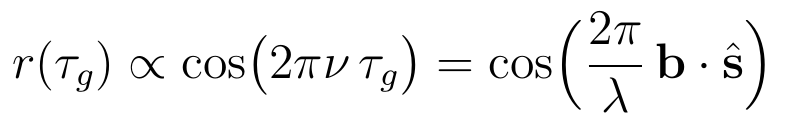 r(τ_g) ∝ cos(2πν τ_g) = cos(2π/λ 𝐛 · 𝐬̂)